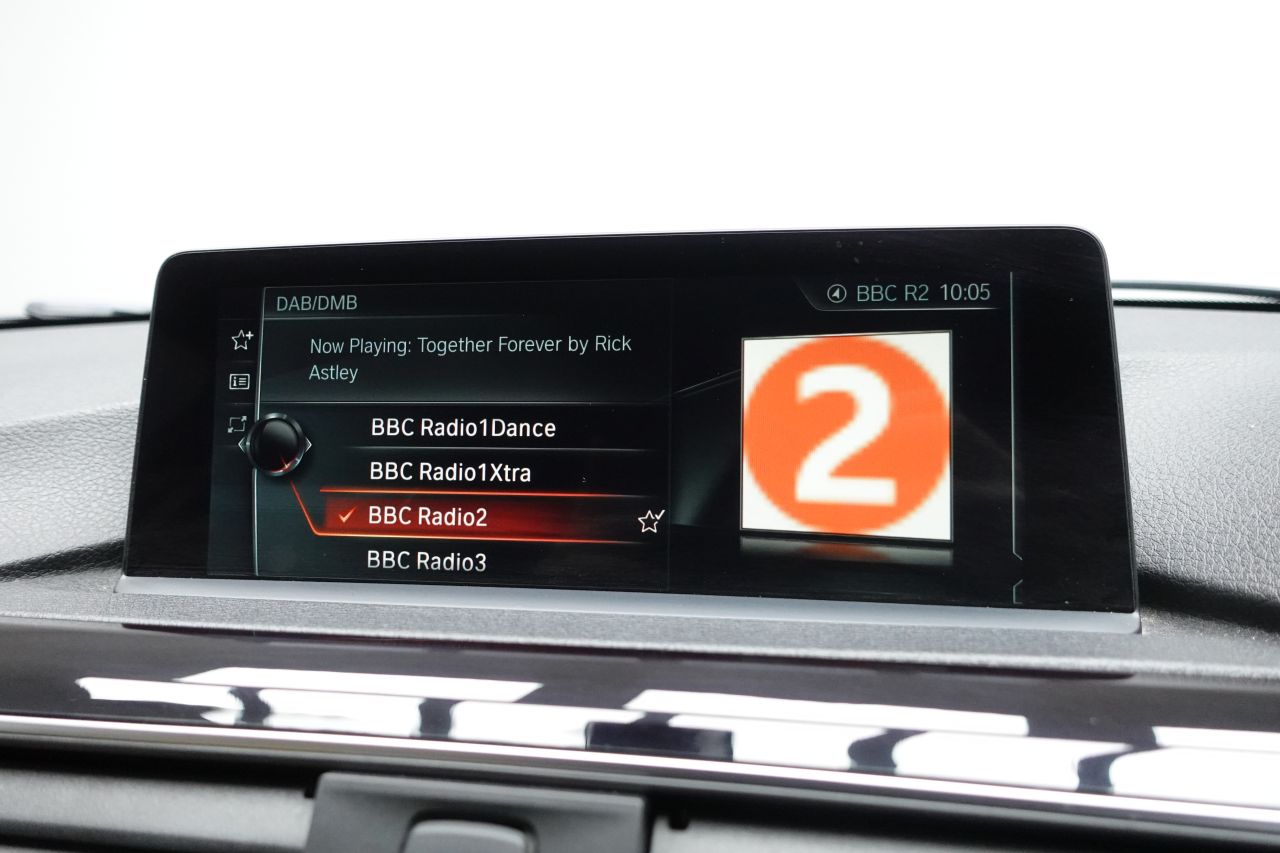 DAB/DMB
BBC R2 10:05
Now Playing: Together Forever by Rick
Astley
BBC Radio1Dance
BBC Radio1Xtra
BBC Radio2
BBC Radio3
2